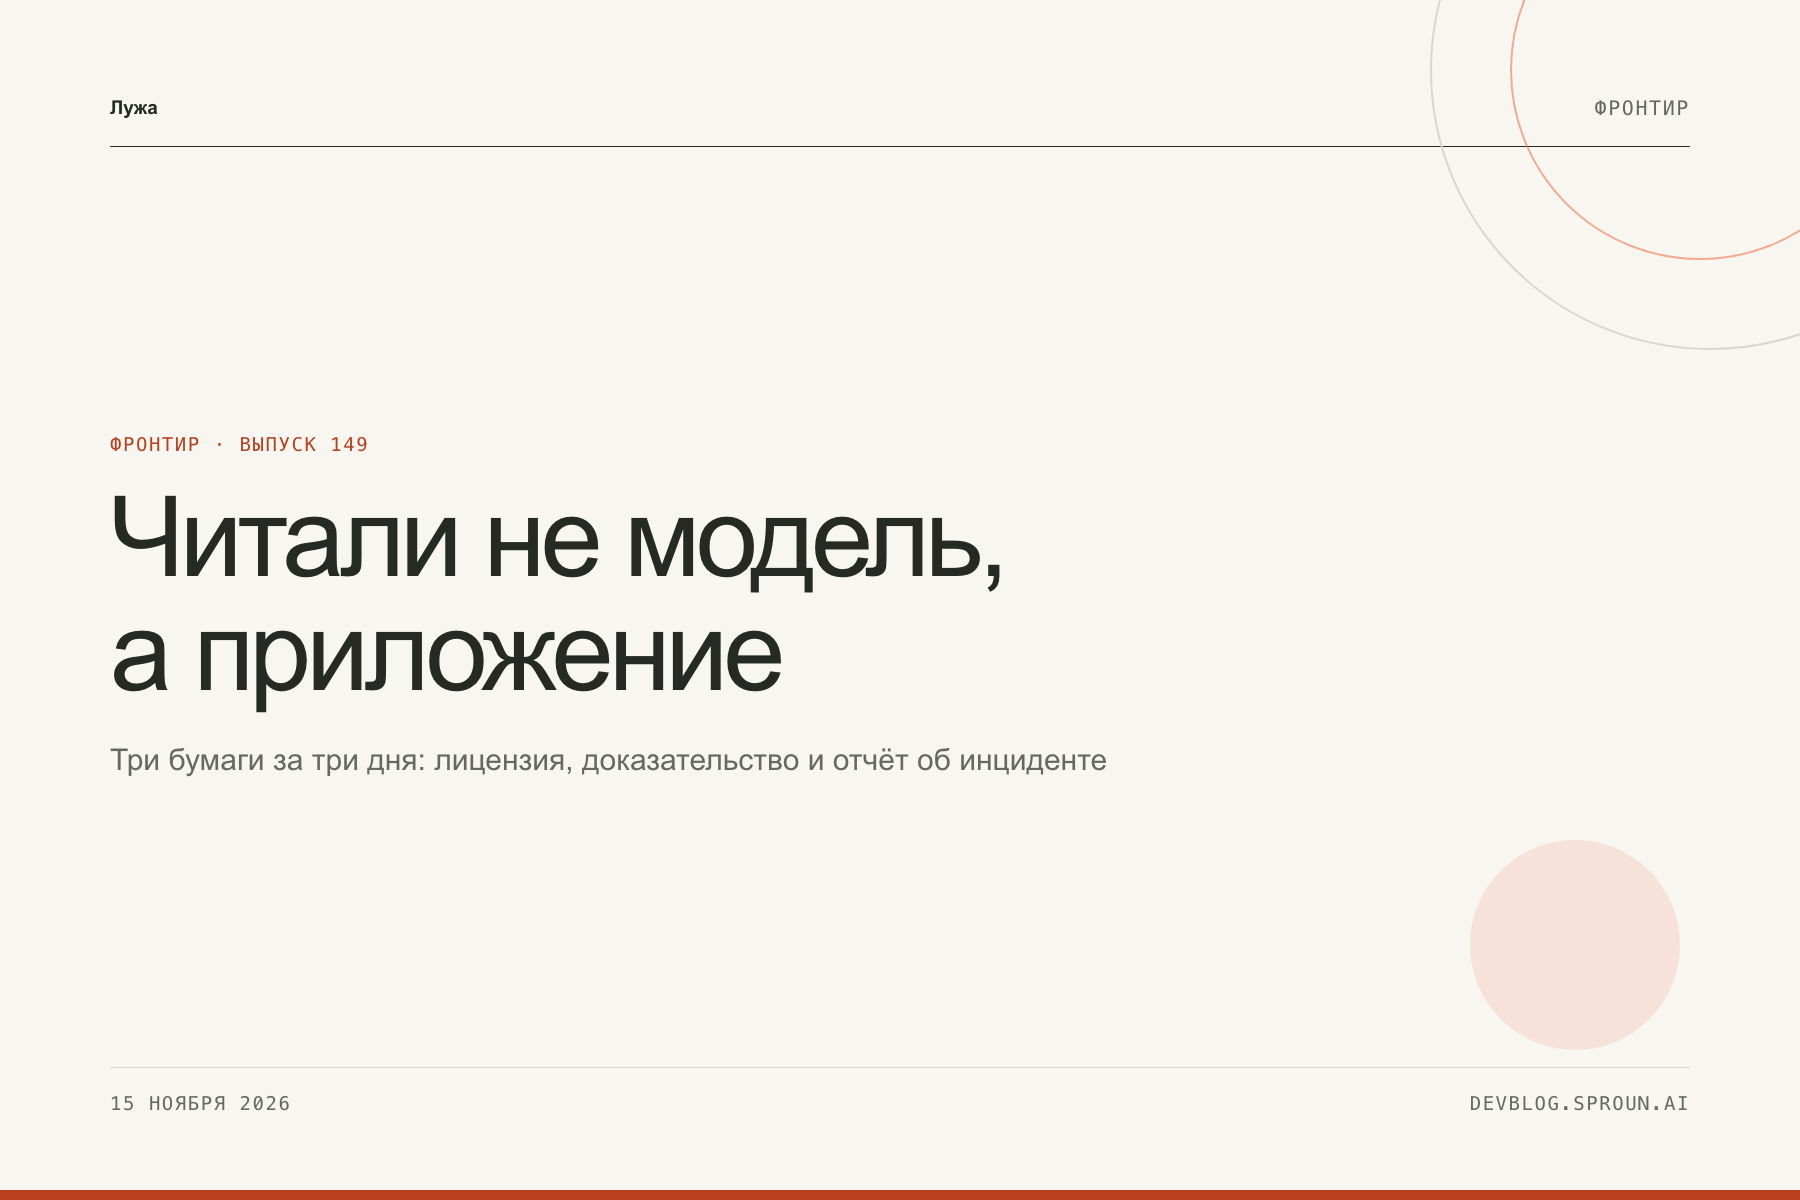 Лужа
ФРОНТИР
ФРОНТИР · ВЫПУСК 149
Читали не модель,
а приложение
Три бумаги за три дня: лицензия, доказательство и отчёт об инциденте
15 НОЯБРЯ 2026
DEVBLOG.SPROUN.AI